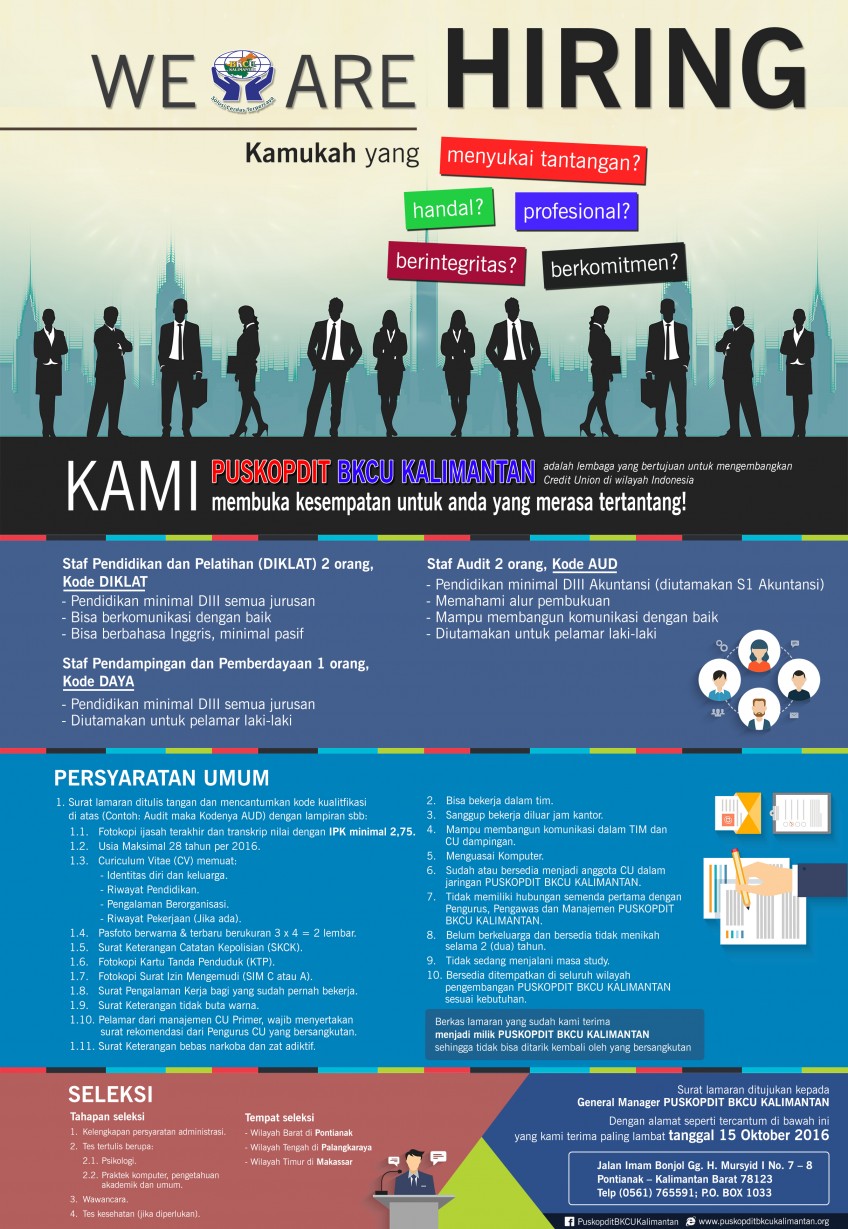 WE ARE HIRING
BKCU
KALIMANTAN
Kamukah yang menyukai tantangan?
handal? profesional?
berintegritas? berkomitmen?
KAMI PUSKOPDIT BKCU KALIMANTAN adalah lembaga yang bertujuan untuk mengembangkan
Credit Union di wilayah Indonesia
membuka kesempatan untuk anda yang merasa tertantang!
Staf Pendidikan dan Pelatihan (DIKLAT) 2 orang,
Kode DIKLAT
- Pendidikan minimal DIII semua jurusan
- Bisa berkomunikasi dengan baik
- Bisa berbahasa Inggris, minimal pasif
Staf Pendampingan dan Pemberdayaan 1 orang,
Kode DAYA
- Pendidikan minimal DIII semua jurusan
- Diutamakan untuk pelamar laki-laki
Staf Audit 2 orang, Kode AUD
- Pendidikan minimal DIII Akuntansi (diutamakan S1 Akuntansi)
- Memahami alur pembukuan
- Mampu membangun komunikasi dengan baik
- Diutamakan untuk pelamar laki-laki
PERSYARATAN UMUM
1. Surat lamaran ditulis tangan dan mencantumkan kode kualitfikasi
di atas (Contoh: Audit maka Kodenya AUD) dengan lampiran sbb:
1.1. Fotokopi ijasah terakhir dan transkrip nilai dengan IPK minimal 2,75.
1.2. Usia Maksimal 28 tahun per 2016.
1.3. Curiculum Vitae (CV) memuat:
- Identitas diri dan keluarga.
- Riwayat Pendidikan.
- Pengalaman Berorganisasi.
- Riwayat Pekerjaan (Jika ada).
1.4. Pasfoto berwarna & terbaru berukuran 3 x 4 = 2 lembar.
1.5. Surat Keterangan Catatan Kepolisian (SKCK).
1.6. Fotokopi Kartu Tanda Penduduk (KTP).
1.7. Fotokopi Surat Izin Mengemudi (SIM C atau A).
1.8. Surat Pengalaman Kerja bagi yang sudah pernah bekerja.
1.9. Surat Keterangan tidak buta warna.
1.10. Pelamar dari manajemen CU Primer, wajib menyertakan
surat rekomendasi dari Pengurus CU yang bersangkutan.
1.11. Surat Keterangan bebas narkoba dan zat adiktif.
2. Bisa bekerja dalam tim.
3. Sanggup bekerja diluar jam kantor.
4. Mampu membangun komunikasi dalam TIM dan
CU dampingan.
5. Menguasai Komputer.
6. Sudah atau bersedia menjadi anggota CU dalam
jaringan PUSKOPDIT BKCU KALIMANTAN.
7. Tidak memiliki hubungan semenda pertama dengan
Pengurus, Pengawas dan Manajemen PUSKOPDIT
BKCU KALIMANTAN.
8. Belum berkeluarga dan bersedia tidak menikah
selama 2 (dua) tahun.
9. Tidak sedang menjalani masa study.
10. Bersedia ditempatkan di seluruh wilayah
pengembangan PUSKOPDIT BKCU KALIMANTAN
sesuai kebutuhan.
Berkas lamaran yang sudah kami terima
menjadi milik PUSKOPDIT BKCU KALIMANTAN
sehingga tidak bisa ditarik kembali oleh yang bersangkutan
SELEKSI
Tahapan seleksi
1. Kelengkapan persyaratan administrasi.
2. Tes tertulis berupa:
2.1. Psikologi.
2.2. Praktek komputer, pengetahuan
akademik dan umum.
3. Wawancara.
4. Tes kesehatan (jika diperlukan).
Tempat seleksi
- Wilayah Barat di Pontianak
- Wilayah Tengah di Palangkaraya
- Wilayah Timur di Makassar
Surat lamaran ditujukan kepada
General Manager PUSKOPDIT BKCU KALIMANTAN
Dengan alamat seperti tercantum di bawah ini
yang kami terima paling lambat tanggal 15 Oktober 2016
Jalan Imam Bonjol Gg. H. Mursyid I No. 7 – 8
Pontianak – Kalimantan Barat 78123
Telp (0561) 765591; P.O. BOX 1033
PuskopditBKCUKalimantan www.puskopditbkcukalimantan.org